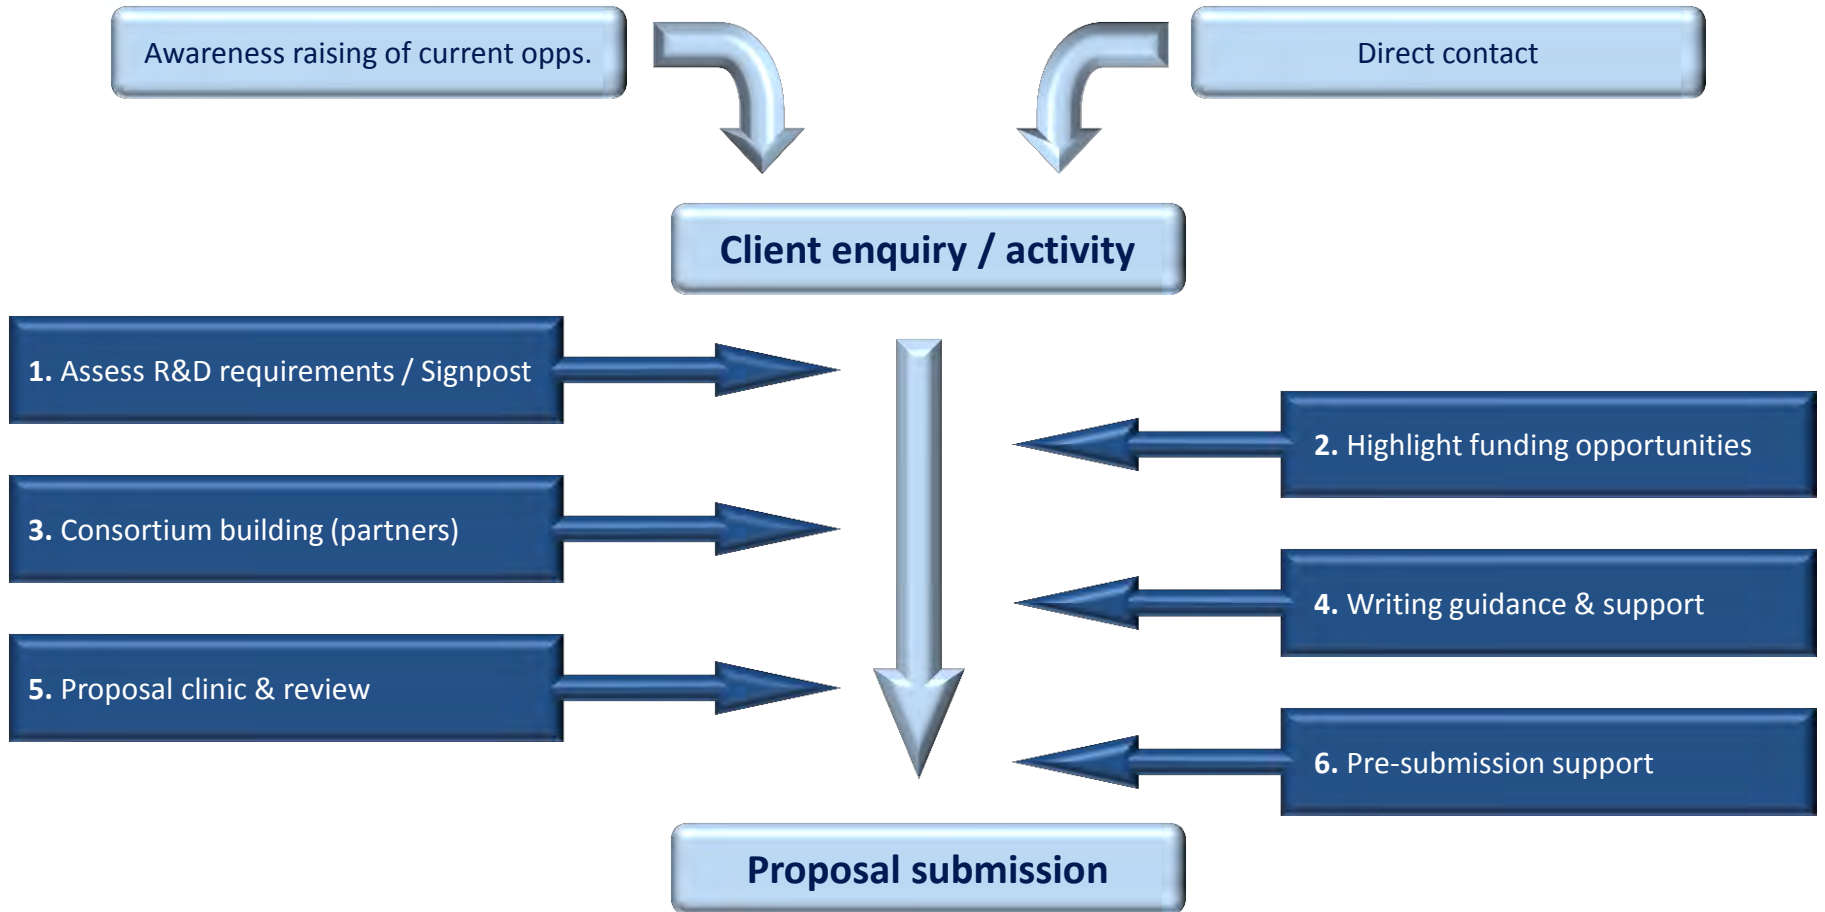 Awareness raising of current opps.
Direct contact
Client enquiry / activity
1. Assess R&D requirements / Signpost
2. Highlight funding opportunities
3. Consortium building (partners)
4. Writing guidance & support
5. Proposal clinic & review
6. Pre-submission support
Proposal submission